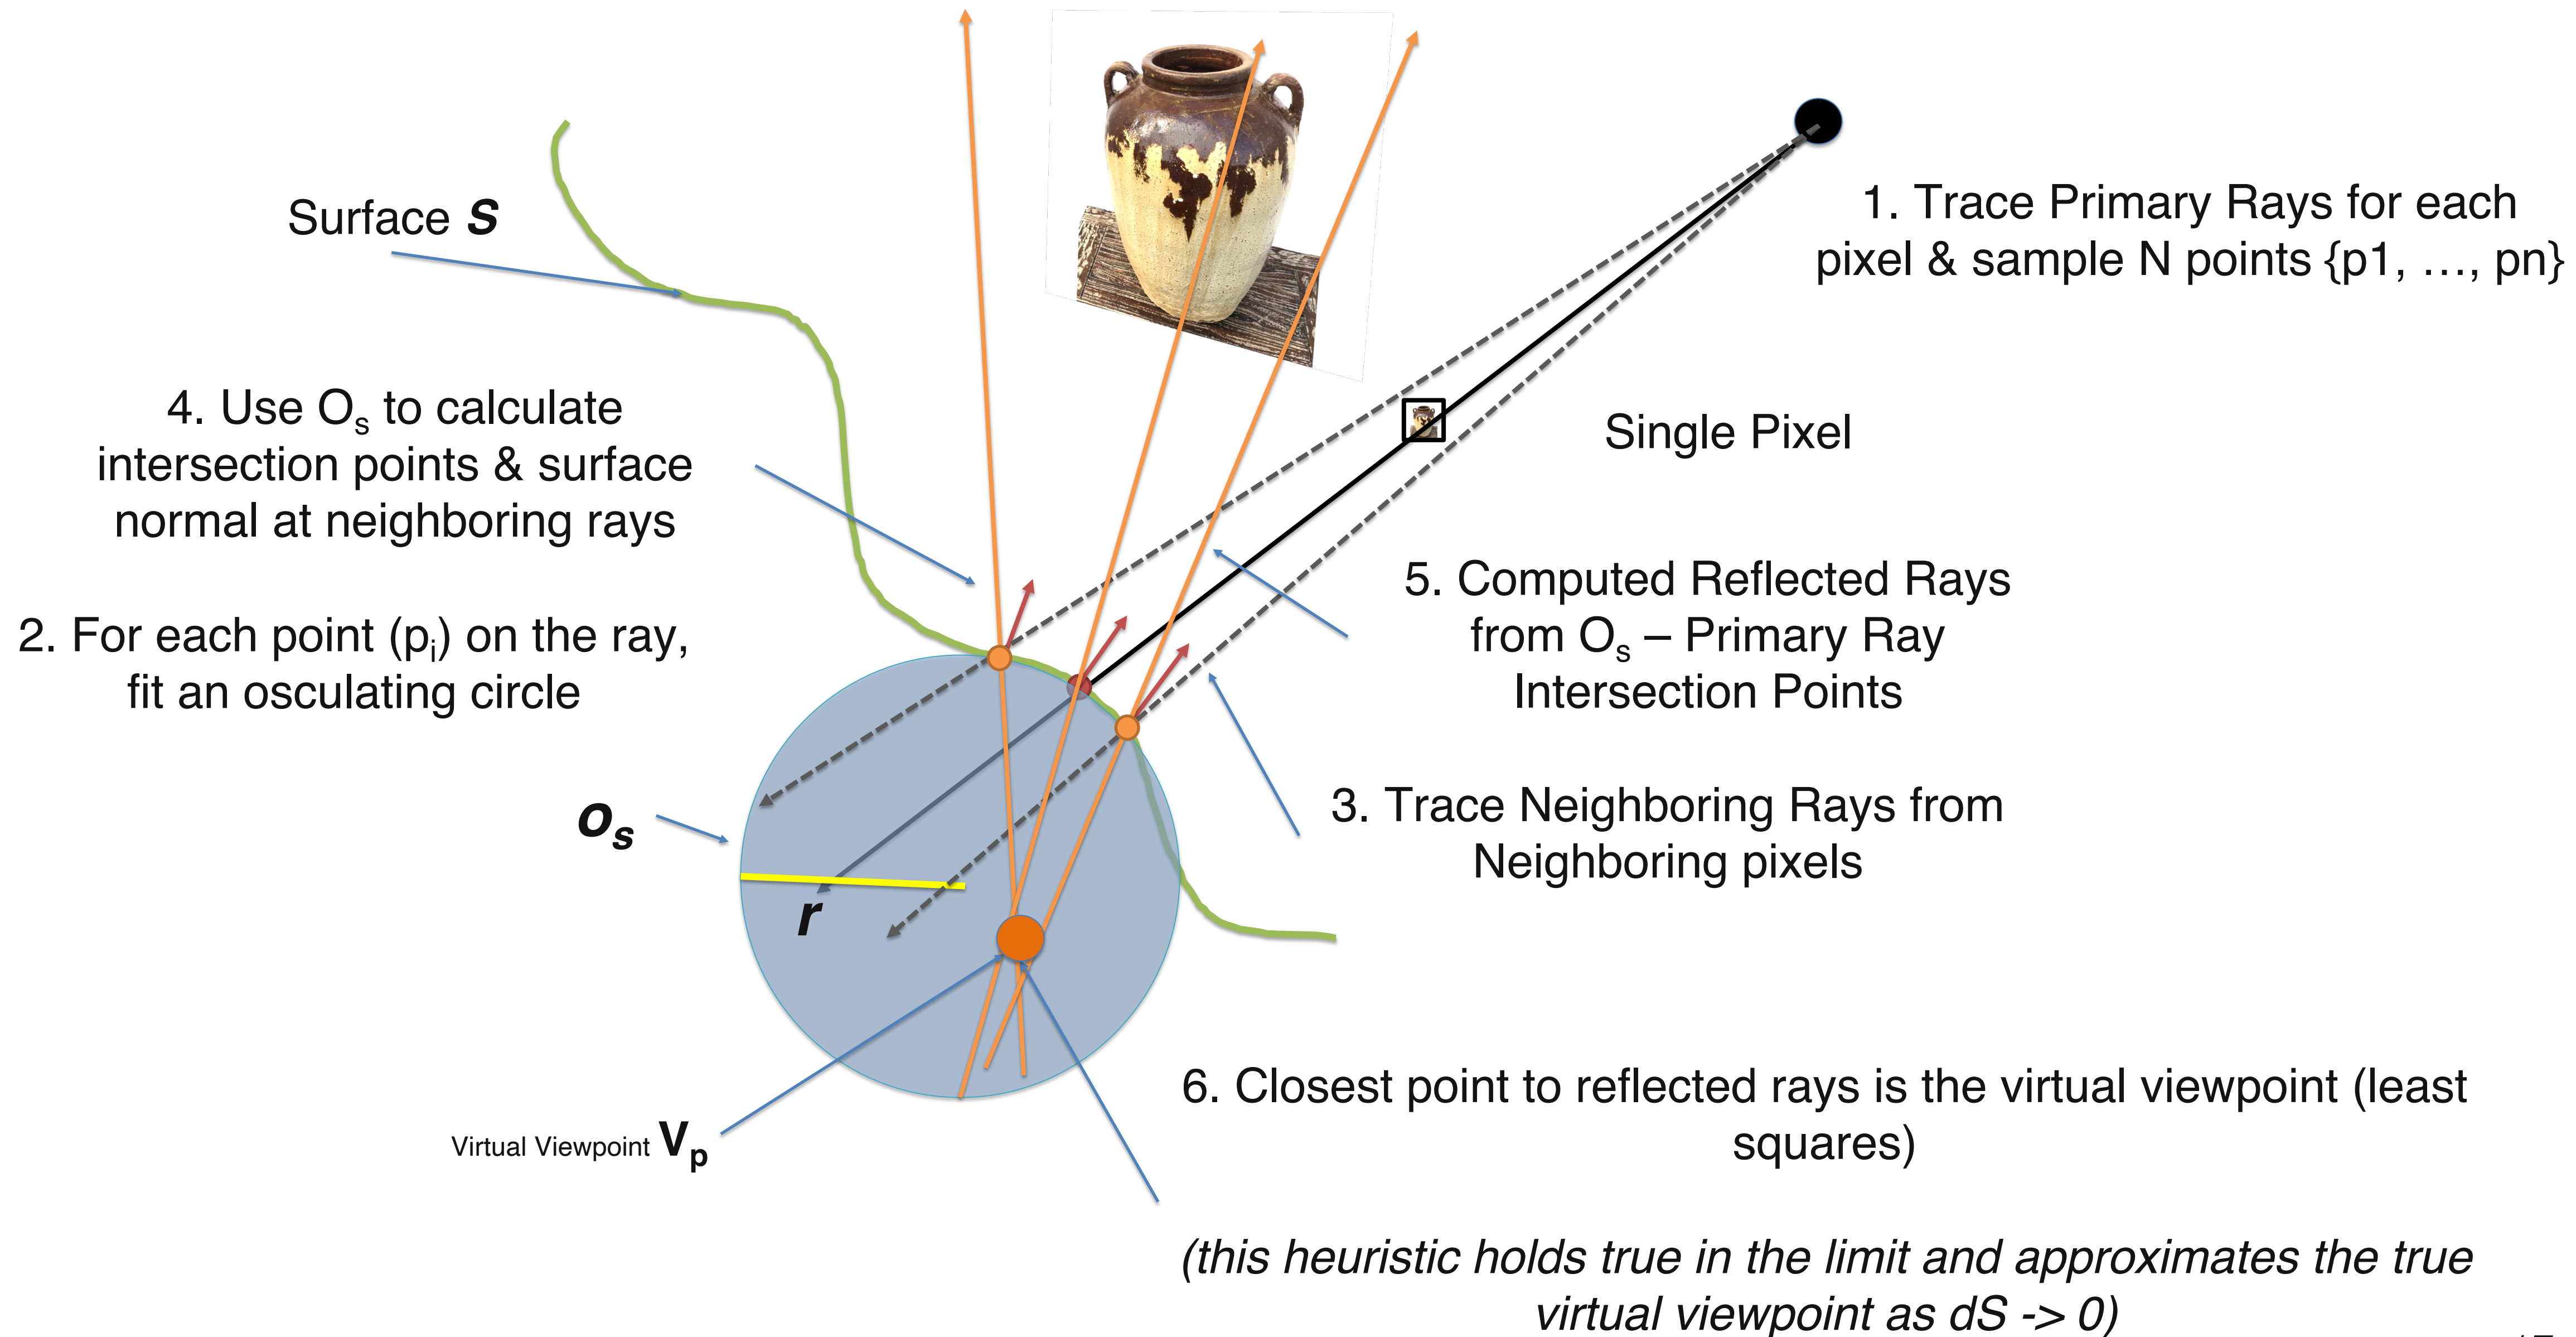 1. Trace Primary Rays for each
pixel & sample N points {p1, …, pn}
Surface S
Single Pixel
4. Use Os to calculate
intersection points & surface
normal at neighboring rays
2. For each point (pi) on the ray,
fit an osculating circle
5. Computed Reflected Rays
from Os – Primary Ray
Intersection Points
Os
r
3. Trace Neighboring Rays from
Neighboring pixels
Virtual Viewpoint Vp
6. Closest point to reflected rays is the virtual viewpoint (least
squares)
(this heuristic holds true in the limit and approximates the true
virtual viewpoint as dS -> 0)